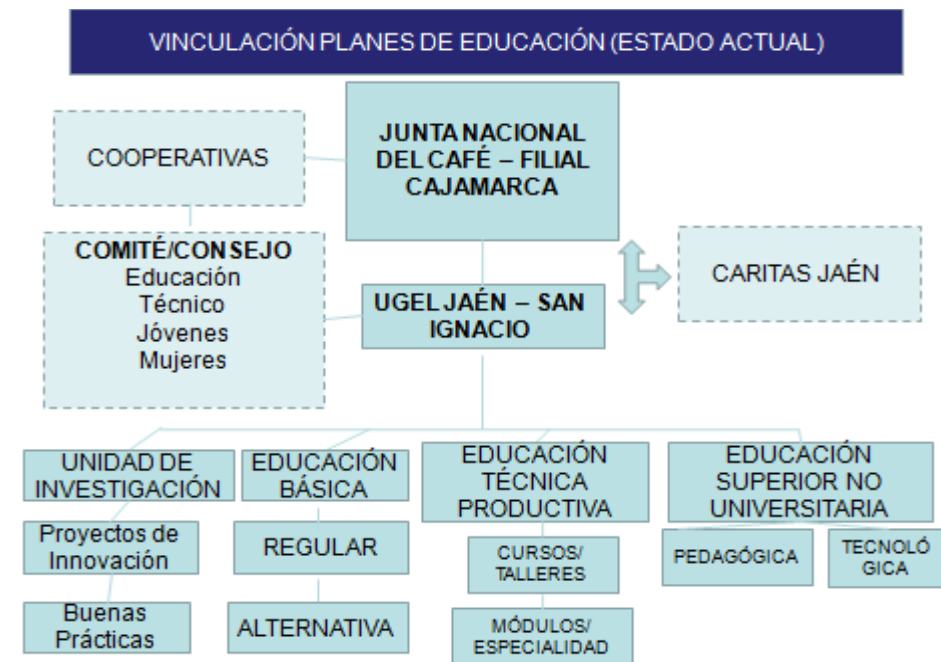 VINCULACIÓN PLANES DE EDUCACIÓN (ESTADO ACTUAL)
JUNTA NACIONAL
DEL CAFÉ – FILIAL
CAJAMARCA
COOPERATIVAS
COMITÉ/CONSEJO
Educación
Técnico
Jóvenes
Mujeres
UGEL JAÉN – SAN
IGNACIO
CARITAS JAÉN
UNIDAD DE
INVESTIGACIÓN
Proyectos de
Innovación
Buenas
Prácticas
EDUCACIÓN
BÁSICA
REGULAR
ALTERNATIVA
EDUCACIÓN
TÉCNICA
PRODUCTIVA
CURSOS/
TALLERES
MÓDULOS/
ESPECIALIDAD
EDUCACIÓN
SUPERIOR NO
UNIVERSITARIA
PEDAGÓGICA
TECNOLÓ
GICA